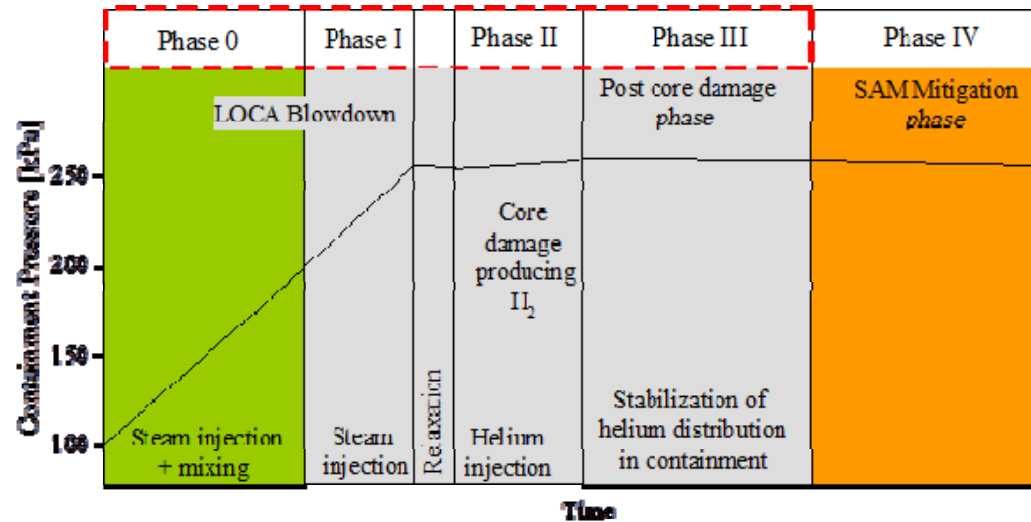 Phase 0
Phase I
Phase II
Phase III
Phase IV
LOCA Blowdown
Post core damage
phase
SAM Mitigation
phase
Containment Pressure [kPa]
250
200
150
100
Core
damage
producing
H2
Steam injection
+ mixing
Steam
injection
Relaxation
Helium
injection
Stabilization of
helium distribution
in containment
Time